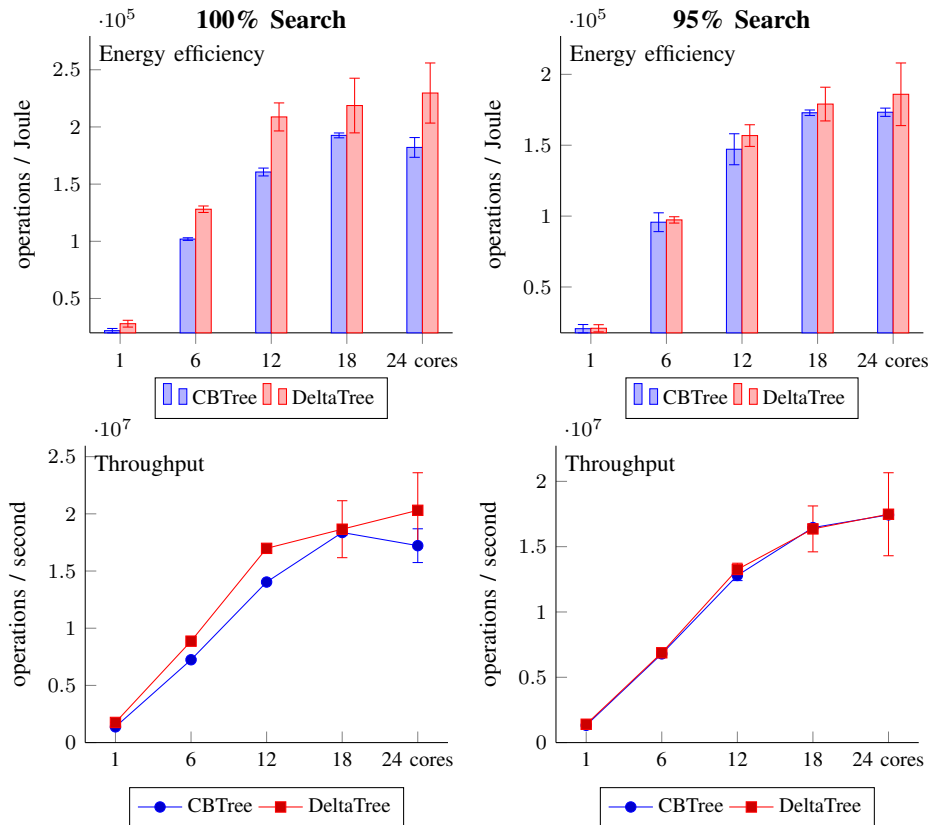 100% Search
·10^5
Energy efficiency
operations / Joule
2.5
2
1.5
1
0.5
1 6 12 18 24 cores
CBTree DeltaTree
95% Search
·10^5
Energy efficiency
operations / Joule
2
1.5
1
0.5
1 6 12 18 24 cores
CBTree DeltaTree
·10^7
Throughput
operations / second
2.5
2
1.5
1
0.5
0
1 6 12 18 24 cores
CBTree DeltaTree
·10^7
Throughput
operations / second
2
1.5
1
0.5
0
1 6 12 18 24 cores
CBTree DeltaTree